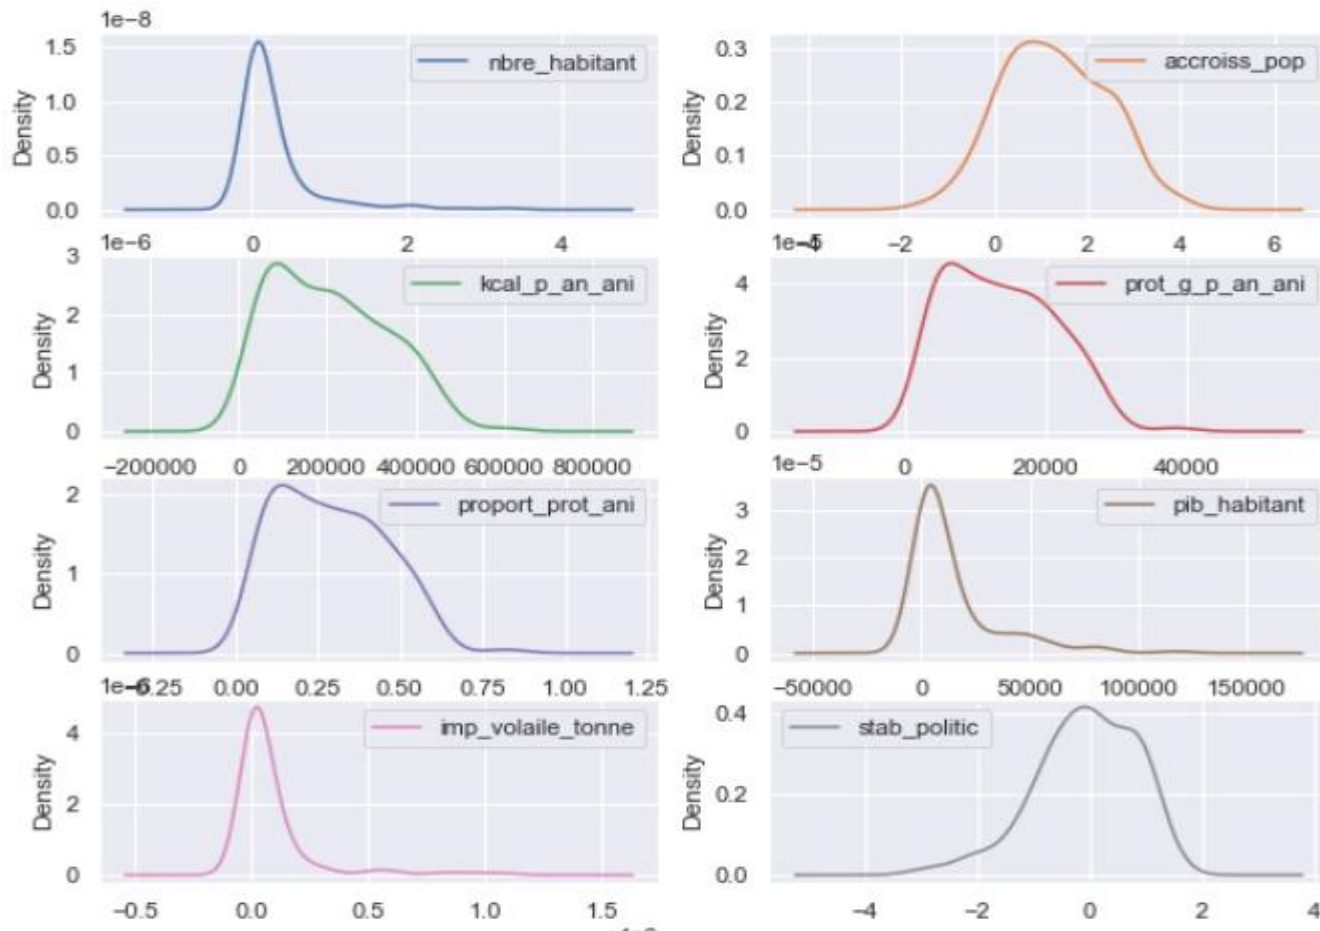 1e−8
1.5
1.0
0.5
0.0
Density
nbre_habitant
0 2 4
0.3
0.2
0.1
0.0
Density
accroiss_pop
−2 0 2 4 6
1e−6
3
2
1
0
Density
kcal_p_an_ani
−200000 0 200000 400000 600000 800000
4
2
0
Density
prot_g_p_an_ani
0 20000 40000
2
1
0
Density
proport_prot_ani
0.00 0.25 0.50 0.75 1.00 1.25
1e−5
3
2
1
0
Density
pib_habitant
−50000 0 50000 100000 150000
4
2
0
Density
imp_volaile_tonne
−0.5 0.0 0.5 1.0 1.5
0.4
0.2
0.0
Density
stab_politic
−4 −2 0 2 4